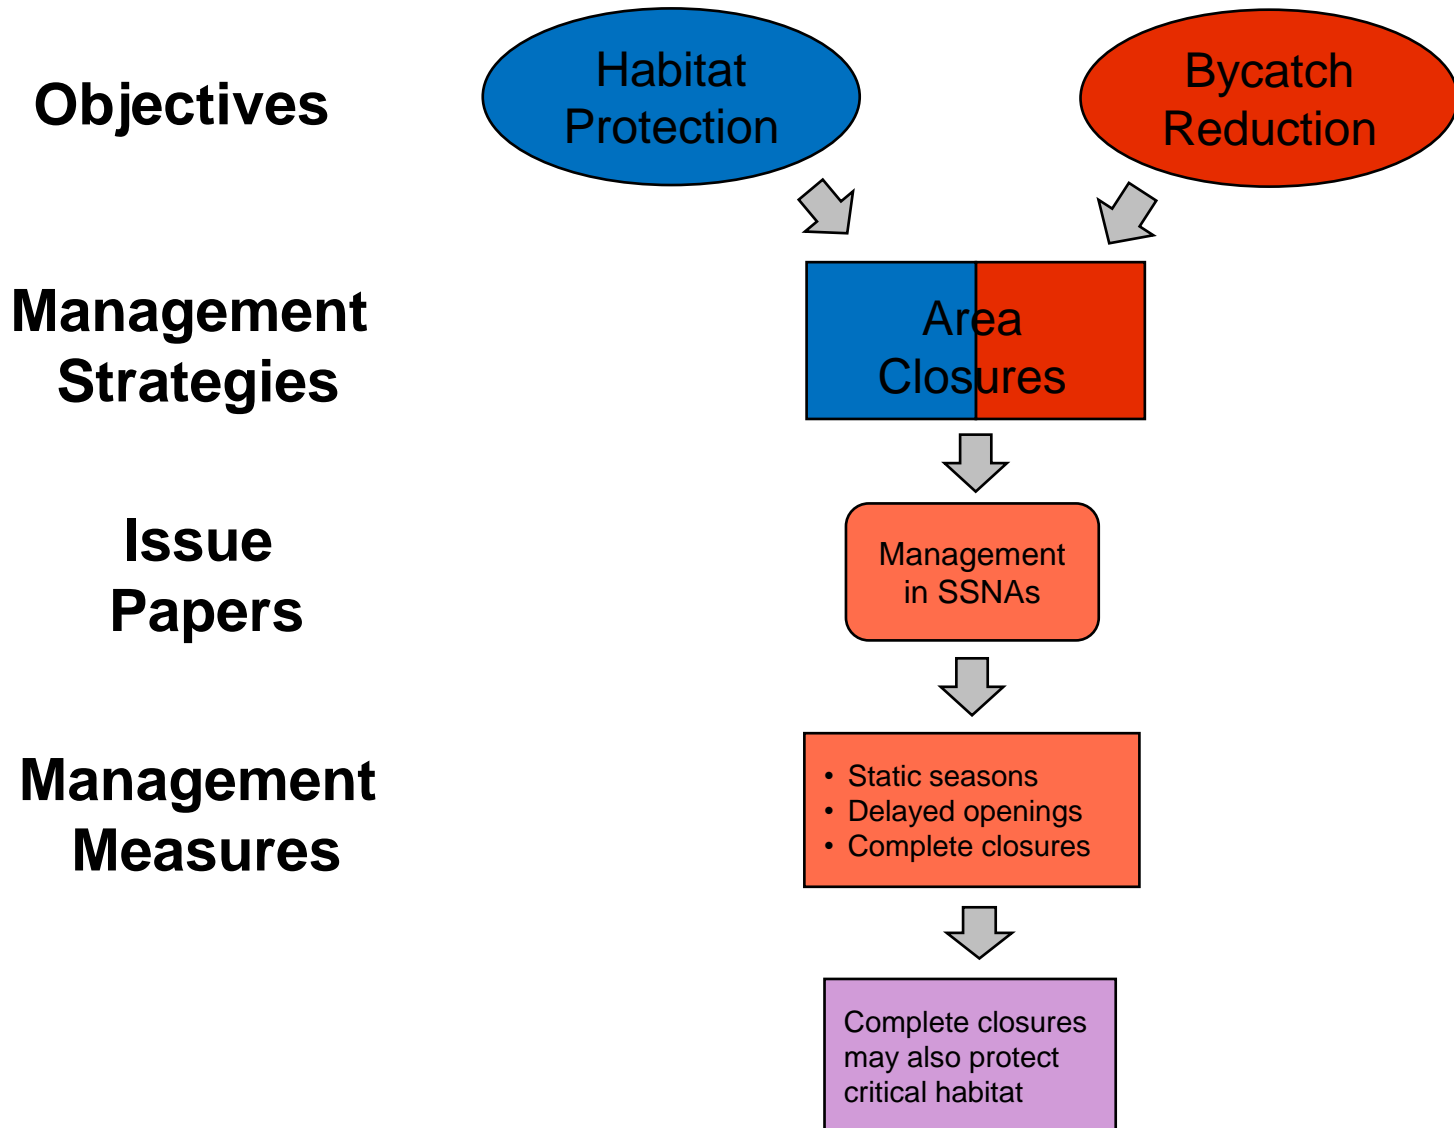 Objectives
Habitat
Protection
Bycatch
Reduction
Management
Strategies
Area
Closures
Issue
Papers
Management
in SSNAs
Management
Measures
• Static seasons
• Delayed openings
• Complete closures
Complete closures
may also protect
critical habitat